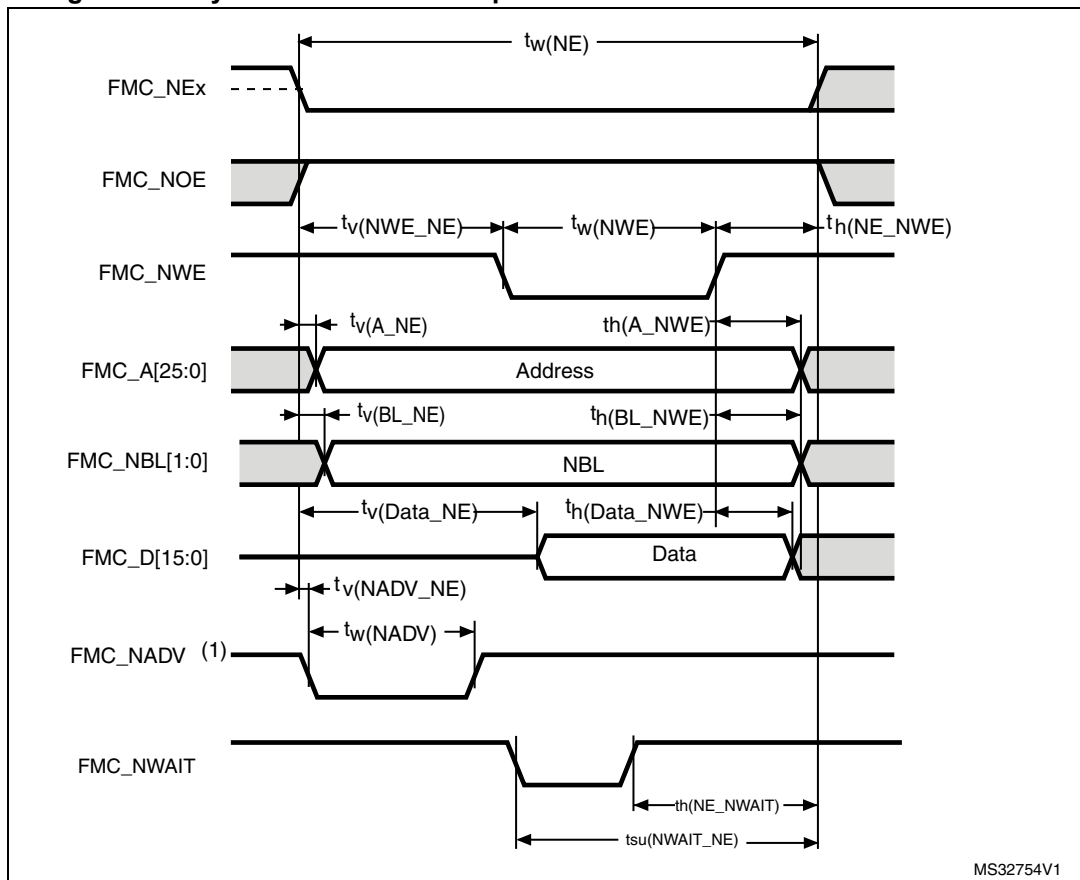 tw(NE)
FMC_NEx
FMC_NOE
tv(NWE_NE) tw(NWE) th(NE_NWE)
FMC_NWE
tv(A_NE) th(A_NWE)
FMC_A[25:0] Address
tv(BL_NE) th(BL_NWE)
FMC_NBL[1:0] NBL
tv(Data_NE) th(Data_NWE)
FMC_D[15:0] Data
tv(NADV_NE)
tw(NADV)
FMC_NADV (1)
FMC_NWAIT
th(NE_NWAIT)
tsu(NWAIT_NE)
MS32754V1